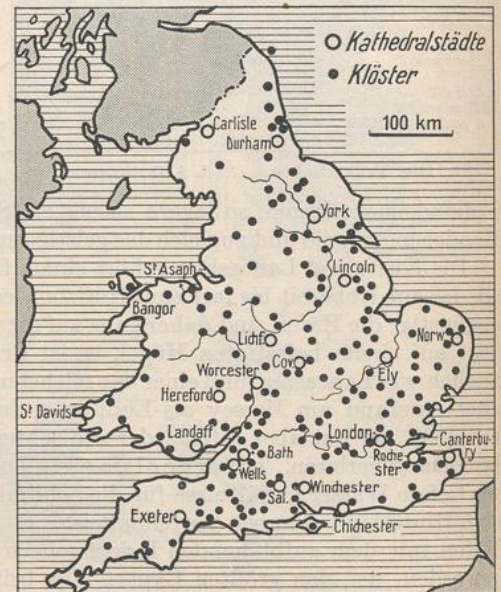 Kathedralstädte
Klöster
100 km
Carlisle
Durham
York
Lincoln
St Asaph
Bangor
Lichf.
Cov.
Norw.
Ely
Worcester
Hereford
St Davids
Landaff
London
Canterbu-
ry
Roche
ster
Bath
Wells
Sal.
Winchester
Exeter
Chichester